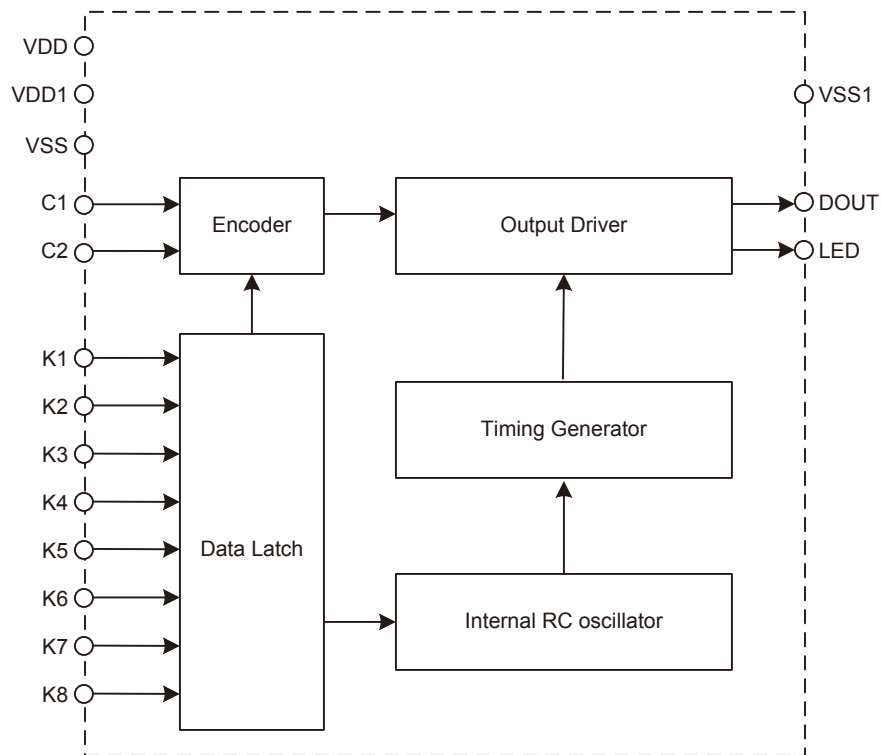 VDD
VDD1
VSS1
VSS
C1
Encoder
Output Driver
DOUT
C2
LED
K1
K2
Timing Generator
K3
K4
K5
Data Latch
K6
Internal RC oscillator
K7
K8